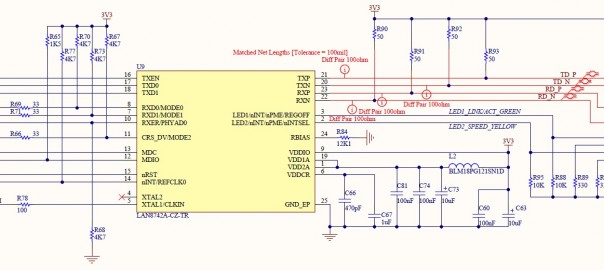 3V3
3V3
R65 1K5
R70 4K7
R67 4K7
R77 4K7
R73 4K7
R90 50
R92 50
R91 50
R93 50
U9
Matched Net Lengths [Tolerance = 100mil]
Diff Pair 100ohm
Diff Pair 100ohm
Diff Pair 100ohm
Diff Pair 100ohm
TD_P
TD_N
RD_P
RD_N
16 TXEN
17 TXD0
18 TXD1
TXP 21
TXN 20
RXP 23
RXN 22
R69 33
R71 33
R66 33
8 RXD0/MODE0
7 RXD1/MODE1
10 RXER/PHYAD0
11 CRS_DV/MODE2
LED1/nINT/nPME/REGOFF 3
LED2/nINT/nPME/nINTSEL 2
LED1_LINKACT_GREEN
LED2_SPEED_YELLOW
RBIAS 24
R84
12K1
13 MDC
12 MDIO
VDDIO 9
VDD1A 19
VDD2A 1
VDDCR 6
L2
BLM18PG121SN1D
3V3
15 nRST
14 nINT/REFCLK0
4 XTAL2
5 XTAL1/CLKIN
GND_EP 25
R78
100
LAN8742A-CZ-TR
R68
4K7
C66
470pF
C67
1uF
C81
100nF
C74
100nF
C73
10nF
C60
100nF
C63
10nF
R95 10K
R88 10K
R89 330